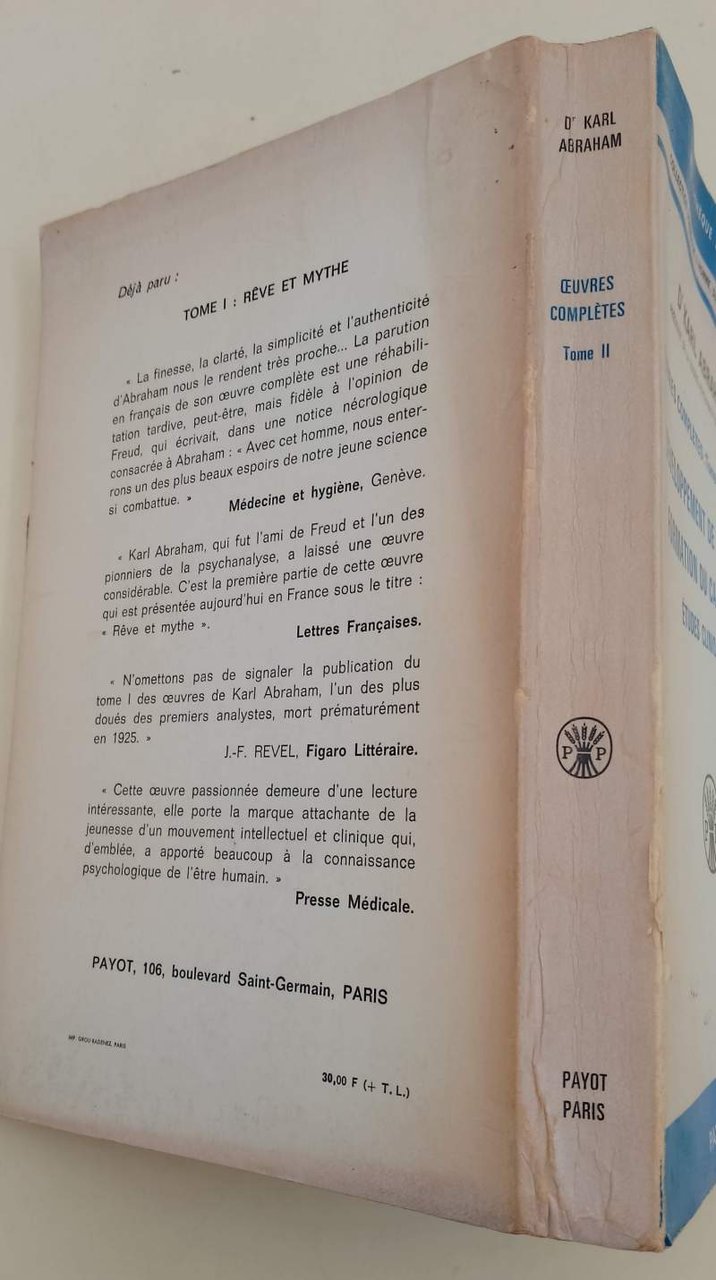 Déjà paru :
TOME I : RÊVE ET MYTHE
« La finesse, la clarté, la simplicité et l'authenticité
d'Abraham nous le rendent très proche... La parution
en français de son œuvre complète est une réhabili-
tation tardive, peut-être, mais fidèle à l'opinion de
Freud, qui écrivait, dans une notice nécrologique
consacrée à Abraham : « Avec cet homme, nous enter-
rons un des plus beaux espoirs de notre jeune science
si combattue. »
Médecine et hygiène, Genève.
« Karl Abraham, qui fut l'ami de Freud et l'un des
pionniers de la psychanalyse, a laissé une œuvre
considérable. C'est la première partie de cette œuvre
qui est présentée aujourd'hui en France sous le titre :
« Rêve et mythe ».
Lettres Françaises.
« N'omettons pas de signaler la publication du
tome I des œuvres de Karl Abraham, l'un des plus
doués des premiers analystes, mort prématurément
en 1925. »
J.-F. REVEL, Figaro Littéraire.
« Cette œuvre passionnée demeure d'une lecture
intéressante, elle porte la marque attachante de la
jeunesse d'un mouvement intellectuel et clinique qui,
d'emblée, a apporté beaucoup à la connaissance
psychologique de l'être humain. »
Presse Médicale.
PAYOT, 106, boulevard Saint-Germain, PARIS
IMP. GROU-RADENEZ, PARIS
30,00 F (+ T.L.)
Dr KARL
ABRAHAM
ŒUVRES
COMPLÈTES
Tome II
P P
PAYOT
PARIS
Dr KARL ABRA